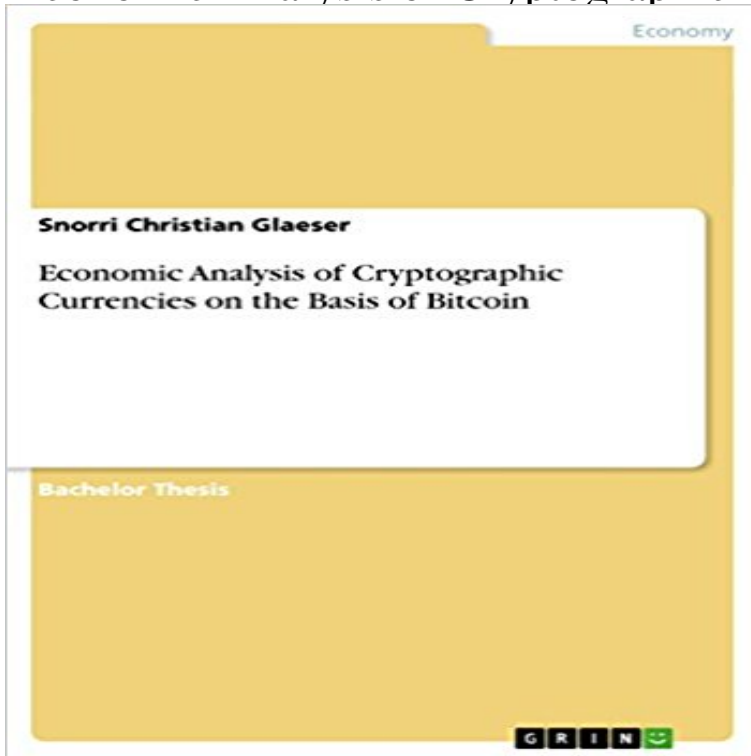 Economy
Snorri Christian Glaeser
Economic Analysis of Cryptographic
Currencies on the Basis of Bitcoin
Bachelor Thesis
GRIN